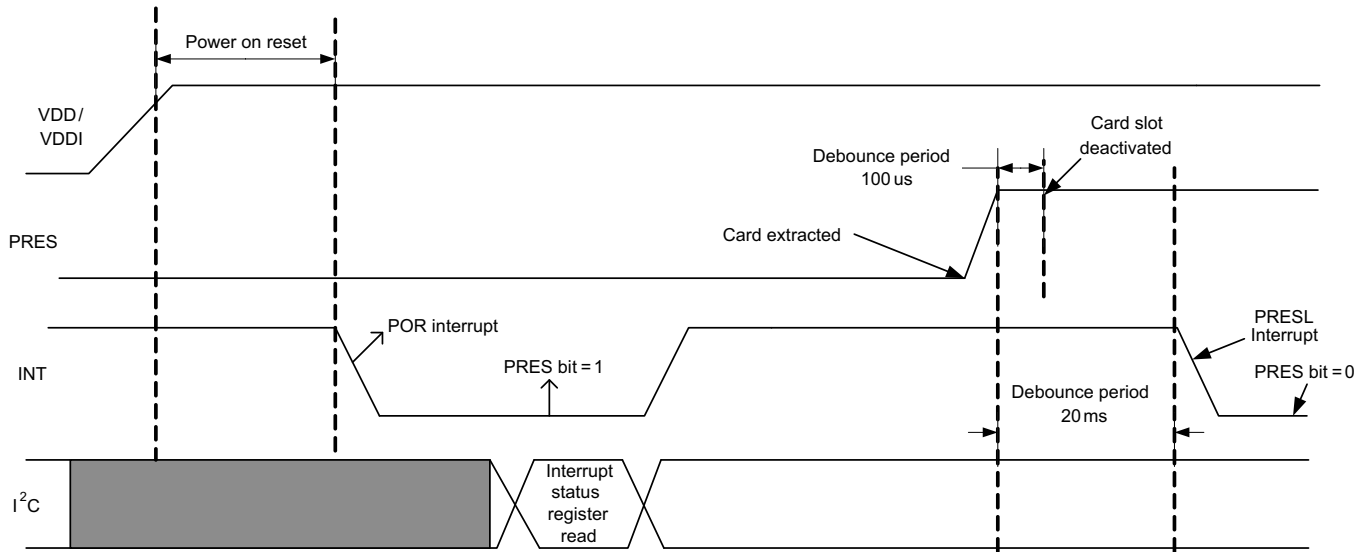 Power on reset
VDD/
VDDI
Card slot
deactivated
Debounce period
100 us
PRES
Card extracted
POR interrupt
PRESL
Interrupt
INT
PRES bit = 1
PRES bit = 0
Debounce period
20 ms
I²C
Interrupt
status
register
read